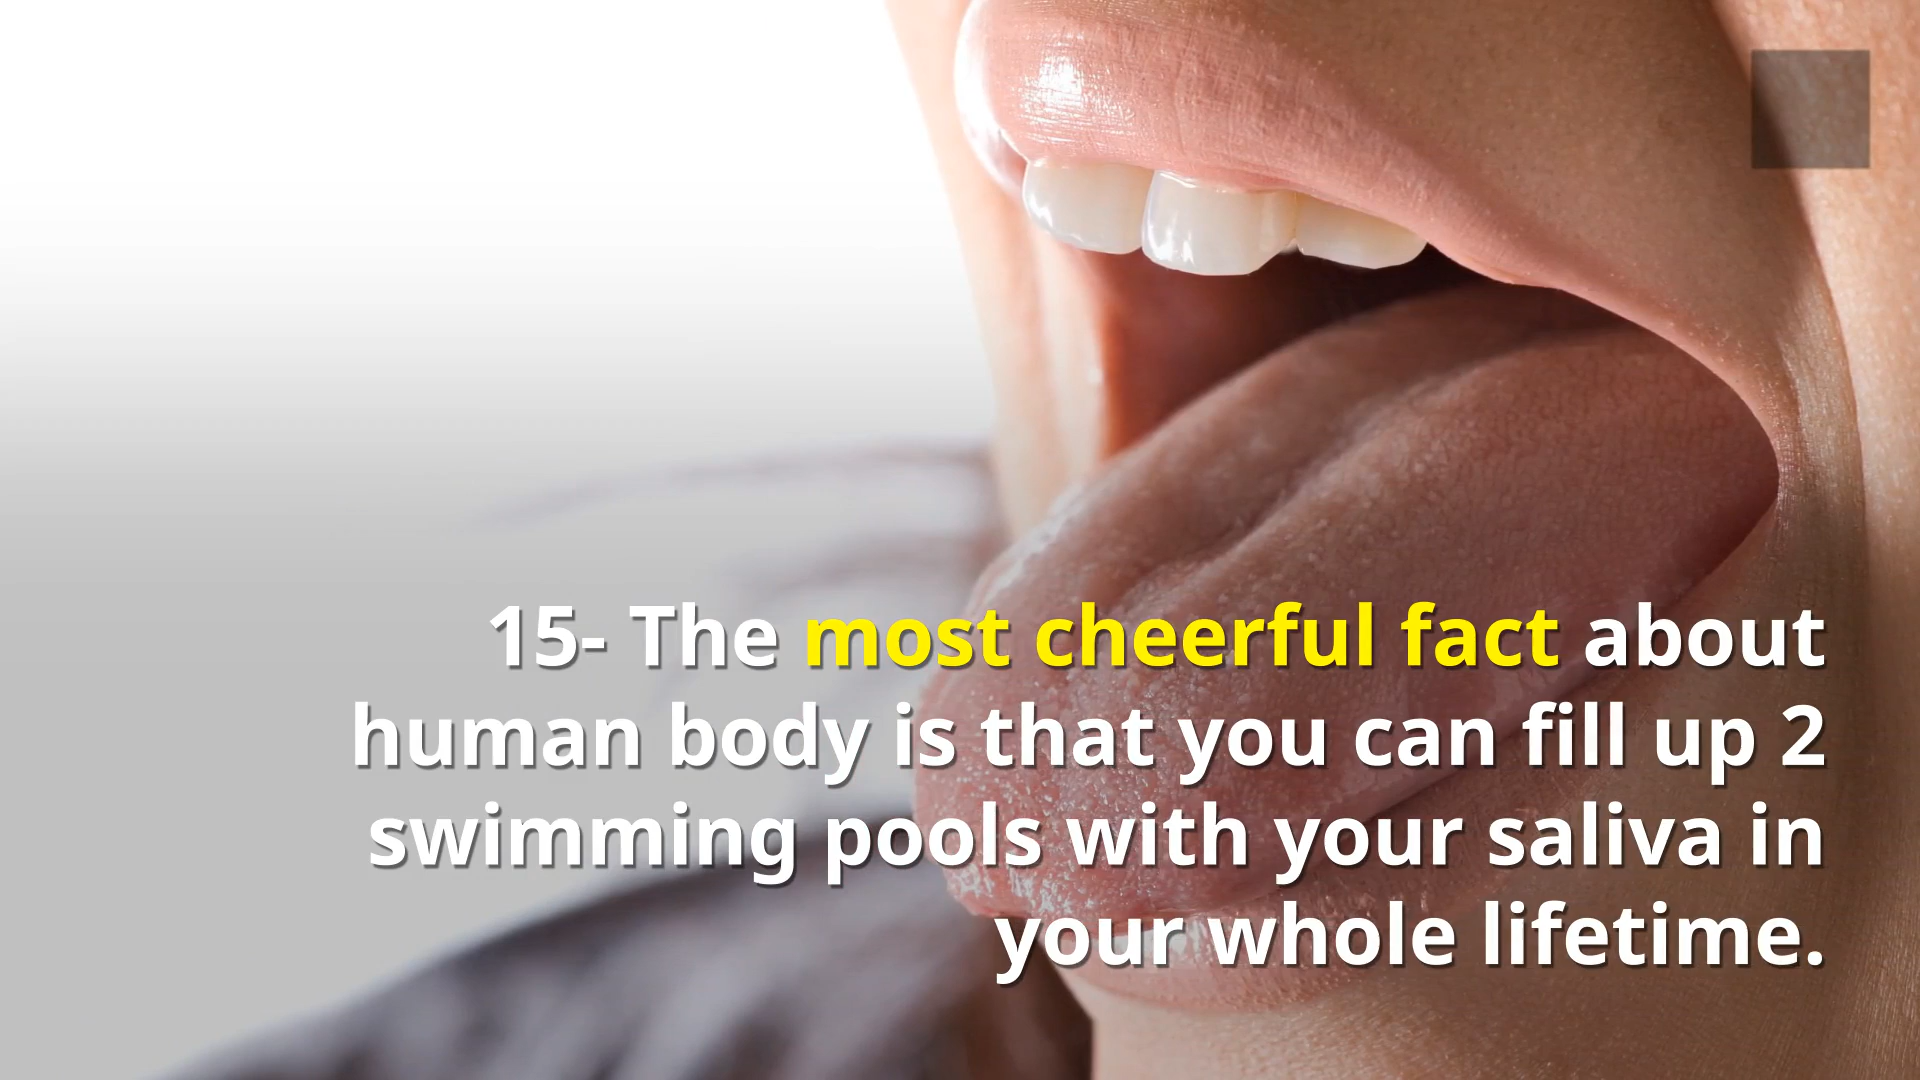 15- The most cheerful fact about
human body is that you can fill up 2
swimming pools with your saliva in
your whole lifetime.